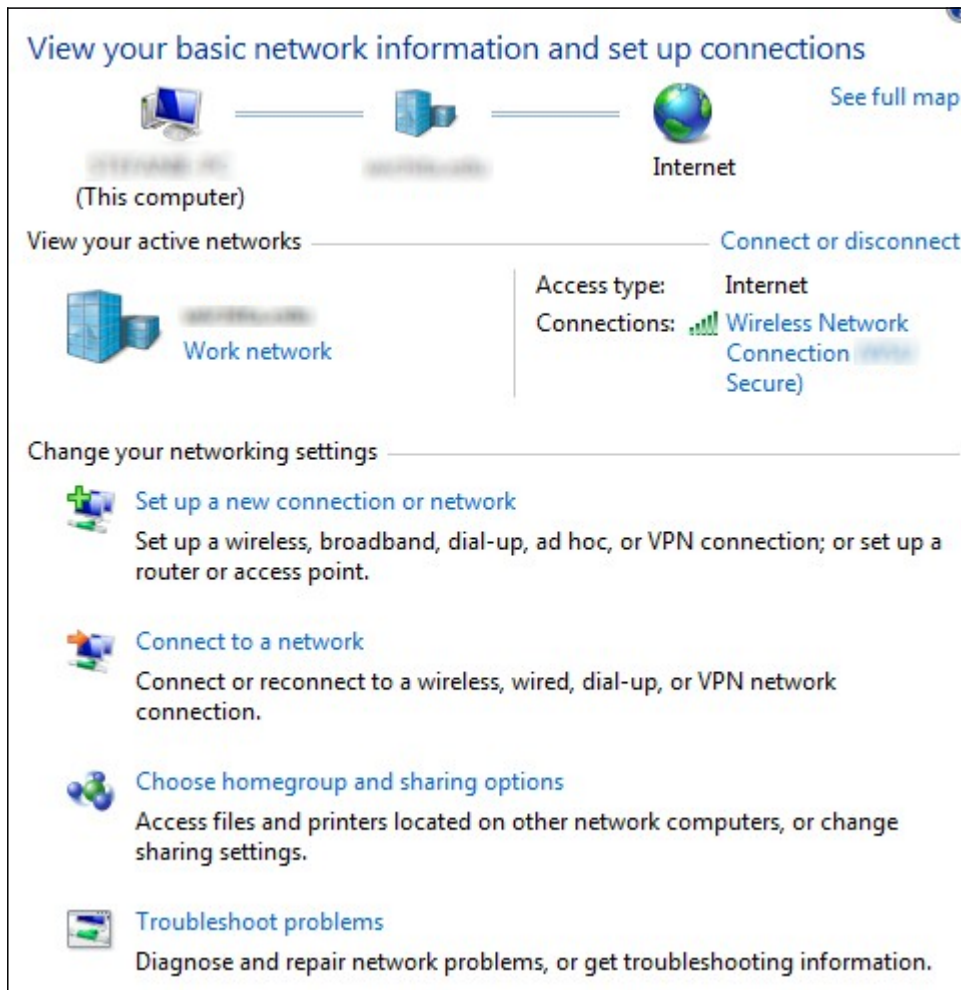 View your basic network information and set up connections
See full map
Internet
(This computer)
View your active networks
Connect or disconnect
Access type: Internet
Connections: Wireless Network
Connection
Secure)
Work network
Change your networking settings
Set up a new connection or network
Set up a wireless, broadband, dial-up, ad hoc, or VPN connection; or set up a
router or access point.
Connect to a network
Connect or reconnect to a wireless, wired, dial-up, or VPN network
connection.
Choose homegroup and sharing options
Access files and printers located on other network computers, or change
sharing settings.
Troubleshoot problems
Diagnose and repair network problems, or get troubleshooting information.